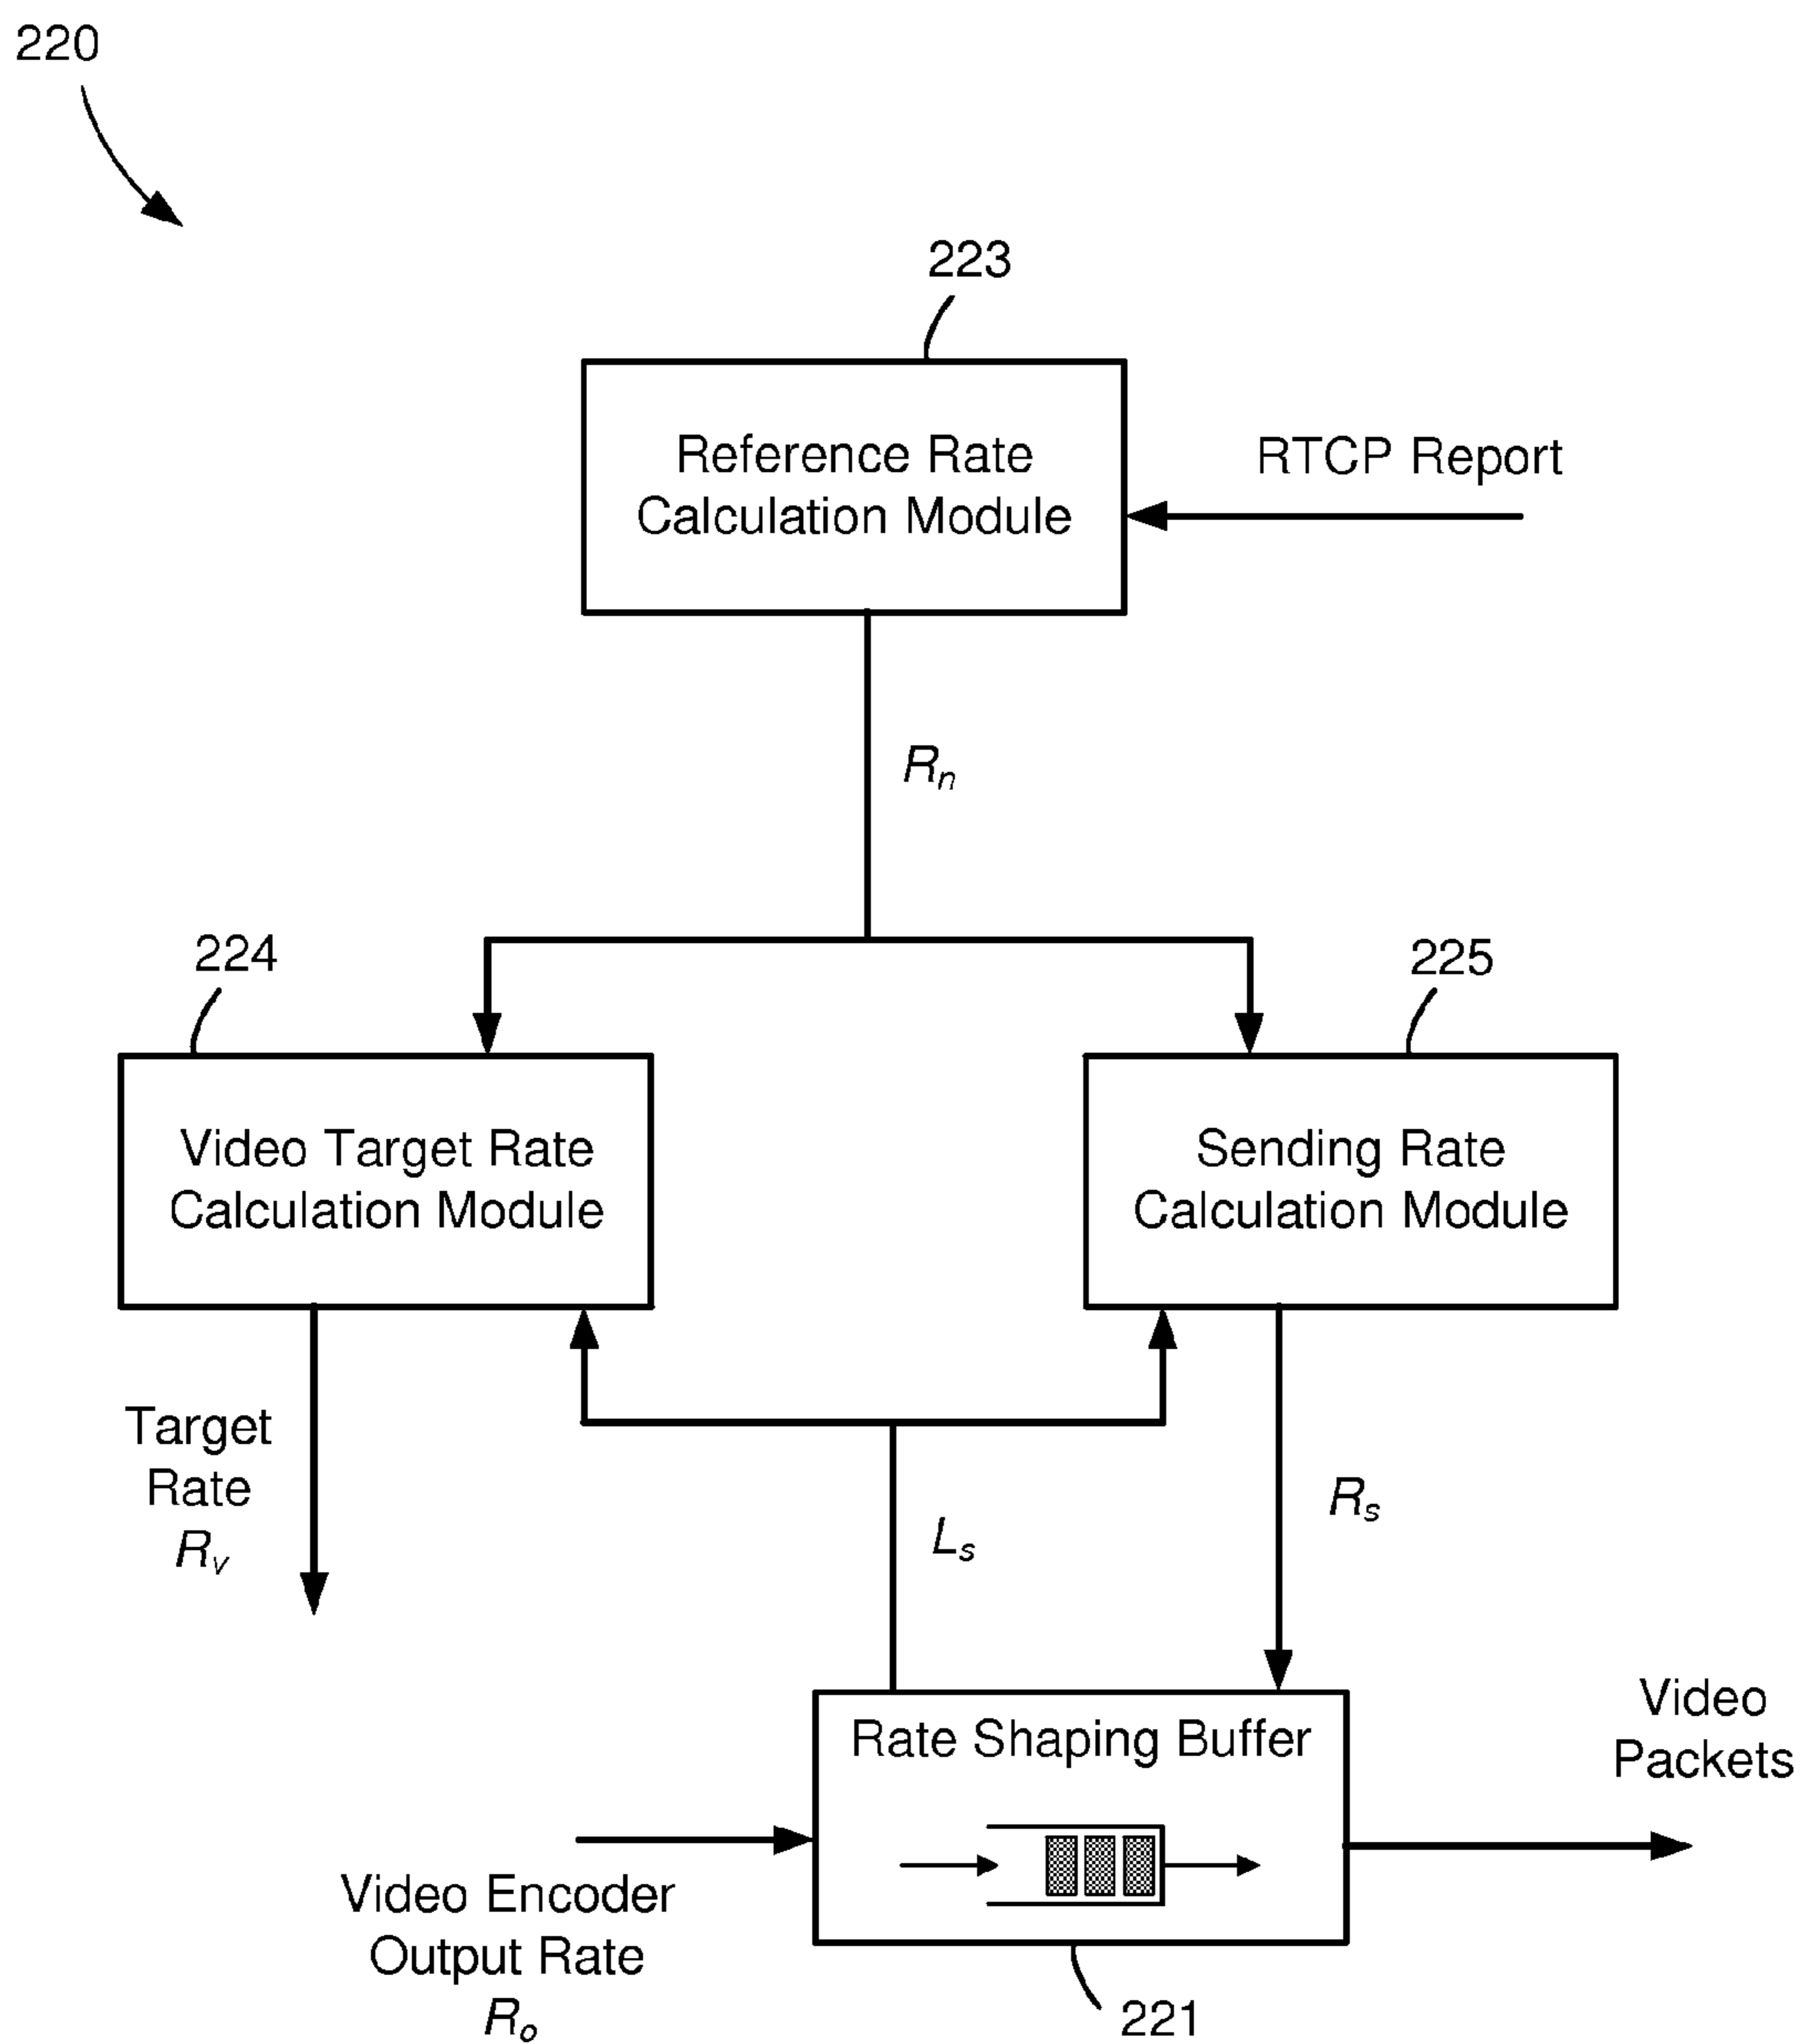 220
223
Reference Rate
Calculation Module
RTCP Report
Rn
224
225
Video Target Rate
Calculation Module
Sending Rate
Calculation Module
Target
Rate
Rv
Ls
Rs
Rate Shaping Buffer
Video
Packets
Video Encoder
Output Rate
Ro
221